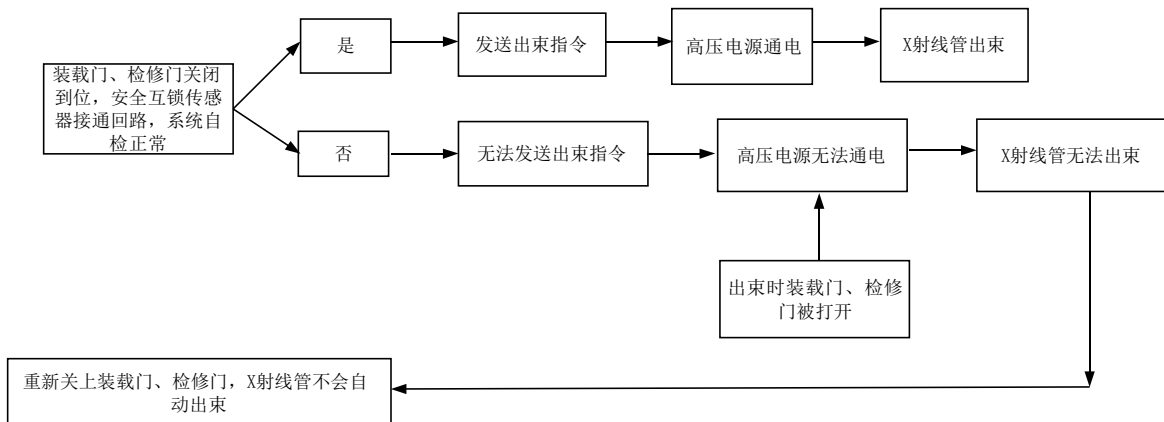 是
发送出束指令
高压电源通电
X射线管出束
装载门、检修门关闭
到位，安全互锁传感
器接通回路，系统自
检正常
否
无法发送出束指令
高压电源无法通电
X射线管无法出束
出束时装载门、检修
门被打开
重新关上装载门、检修门，X射线管不会自
动出束